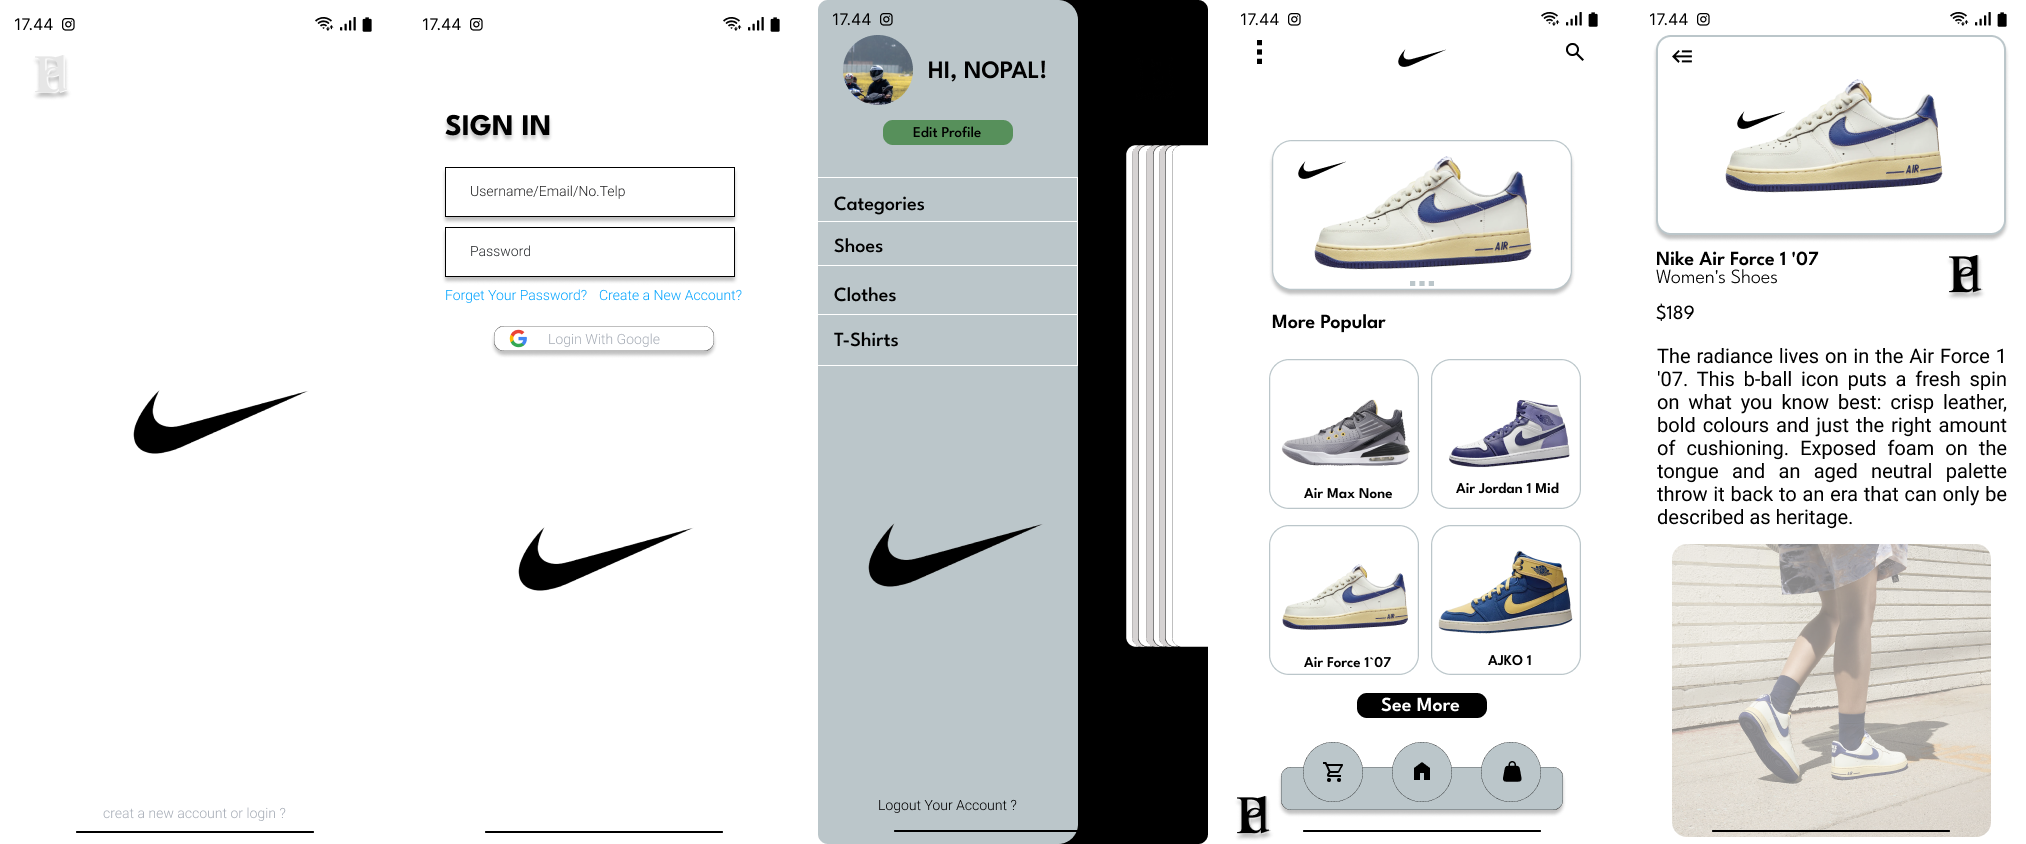 17.44
creat a new account or login ?
17.44
SIGN IN
Username/Email/No.Telp
Password
Forget Your Password? Create a New Account?
Login With Google
17.44
HI, NOPAL!
Edit Profile
Categories
Shoes
Clothes
T-Shirts
Logout Your Account ?
17.44
AIR
More Popular
Air Max None
Air Jordan 1 Mid
AIR
Air Force 1`07
AJKO 1
See More
17.44
AIR
Nike Air Force 1 '07
Women's Shoes
$189
The radiance lives on in the Air Force 1
'07. This b-ball icon puts a fresh spin
on what you know best: crisp leather,
bold colours and just the right amount
of cushioning. Exposed foam on the
tongue and an aged neutral palette
throw it back to an era that can only be
described as heritage.